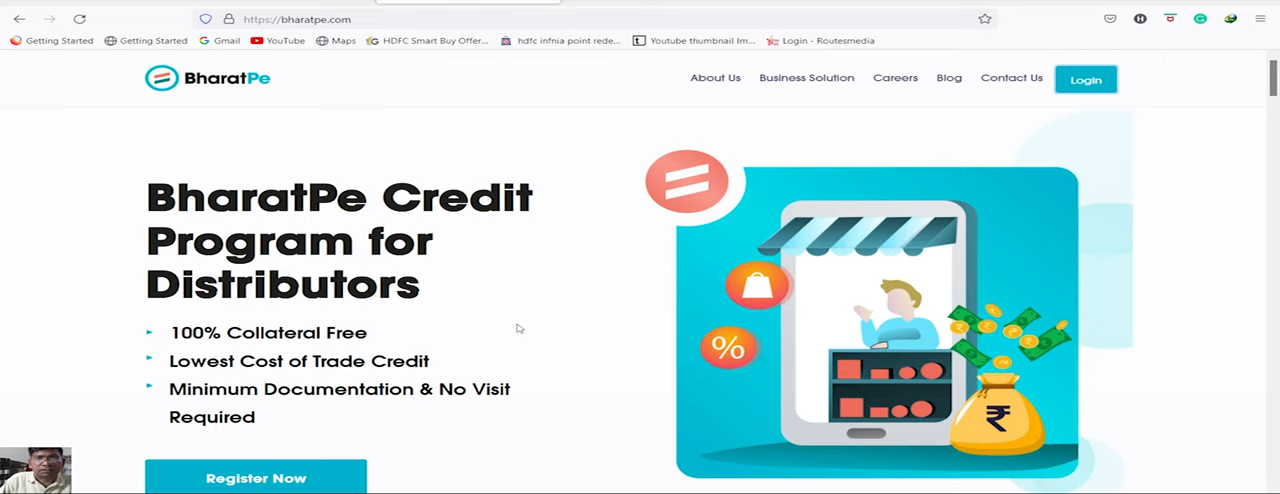 https://bharatpe.com
Getting Started
Getting Started
Gmail
YouTube
Maps
HDFC Smart Buy Offer...
hdfc infnia point rede...
Youtube thumbnail Im...
Login - Routesmedia
BharatPe
About Us
Business Solution
Careers
Blog
Contact Us
Login
BharatPe Credit
Program for
Distributors
100% Collateral Free
Lowest Cost of Trade Credit
Minimum Documentation & No Visit
Required
Register Now
%
₹